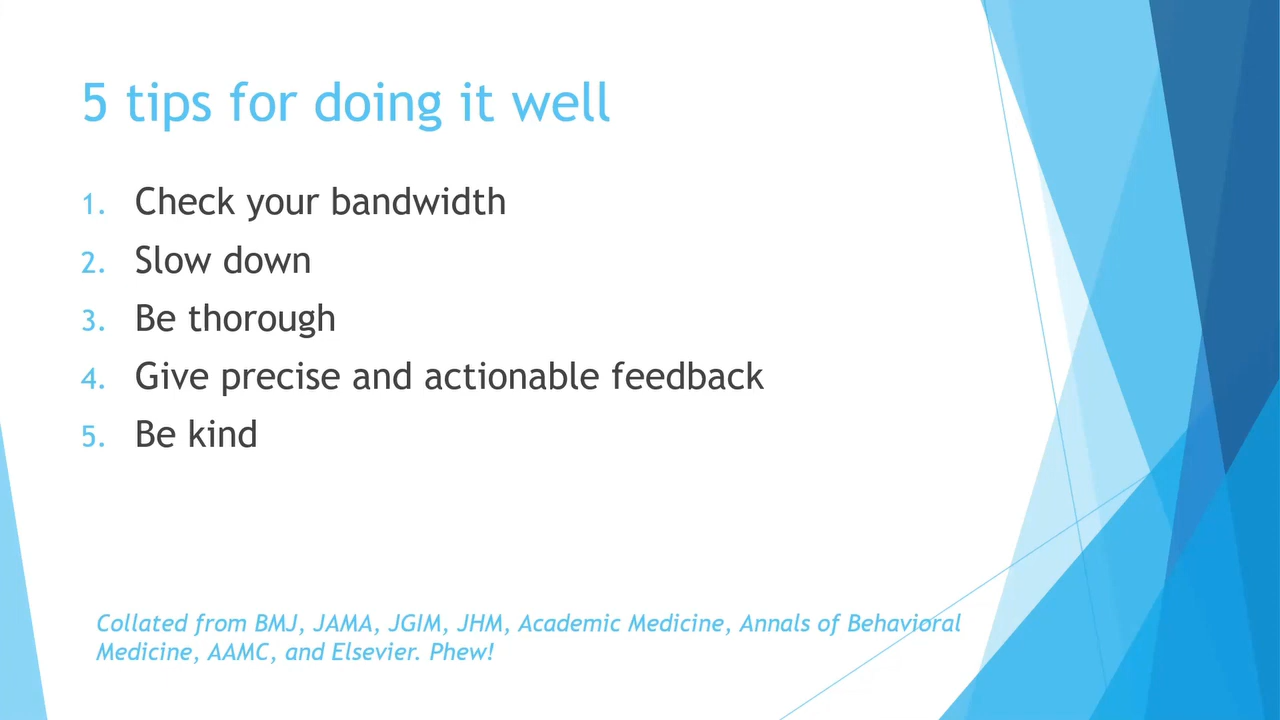 5 tips for doing it well
1. Check your bandwidth
2. Slow down
3. Be thorough
4. Give precise and actionable feedback
5. Be kind
Collated from BMJ, JAMA, JGIM, JHM, Academic Medicine, Annals of Behavioral
Medicine, AAMC, and Elsevier. Phew!